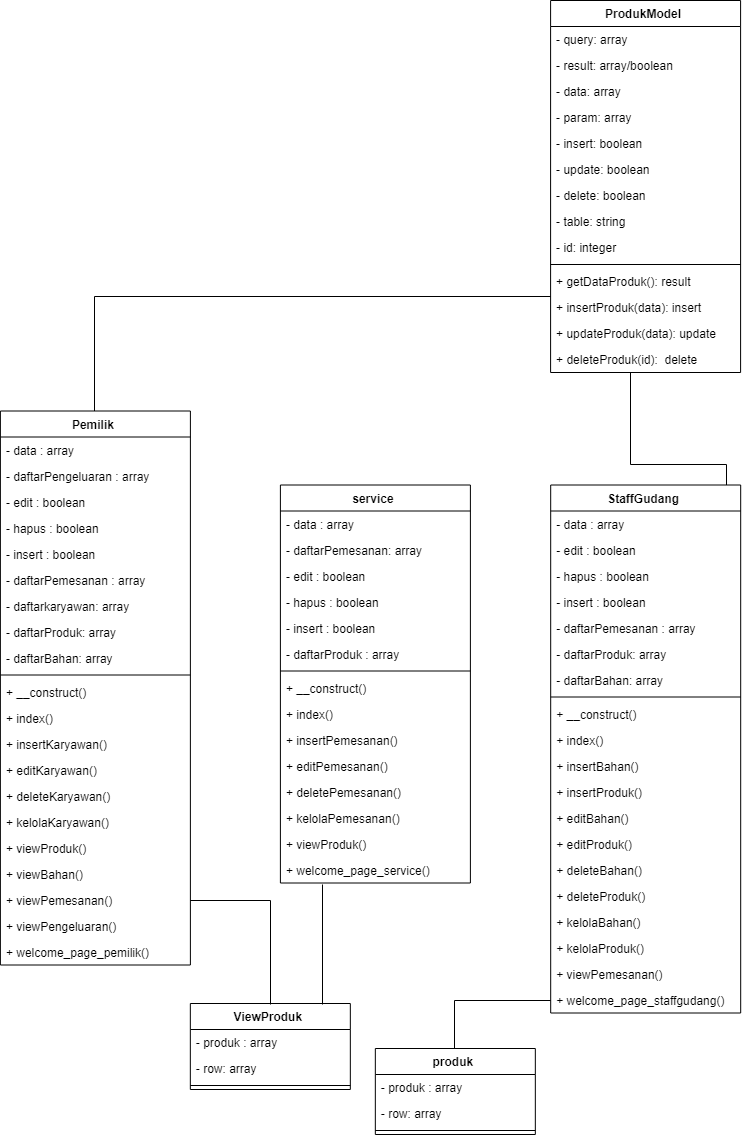 ProdukModel
- query: array
- result: array/boolean
- data: array
- param: array
- insert: boolean
- update: boolean
- delete: boolean
- table: string
- id: integer
+ getDataProduk(): result
+ insertProduk(data): insert
+ updateProduk(data): update
+ deleteProduk(id):  delete
Pemilik
- data : array
- daftarPengeluaran : array
- edit : boolean
- hapus : boolean
- insert : boolean
- daftarPemesanan : array
- daftarkaryawan: array
- daftarProduk: array
- daftarBahan: array
+ __construct()
+ index()
+ insertKaryawan()
+ editKaryawan()
+ deleteKaryawan()
+ kelolaKaryawan()
+ viewProduk()
+ viewBahan()
+ viewPemesanan()
+ viewPengeluaran()
+ welcome_page_pemilik()
service
- data : array
- daftarPemesanan: array
- edit : boolean
- hapus : boolean
- insert : boolean
- daftarProduk : array
+ __construct()
+ index()
+ insertPemesanan()
+ editPemesanan()
+ deletePemesanan()
+ kelolaPemesanan()
+ viewProduk()
+ welcome_page_service()
StaffGudang
- data : array
- edit : boolean
- hapus : boolean
- insert : boolean
- daftarPemesanan : array
- daftarProduk: array
- daftarBahan: array
+ __construct()
+ index()
+ insertBahan()
+ insertProduk()
+ editBahan()
+ editProduk()
+ deleteBahan()
+ deleteProduk()
+ kelolaBahan()
+ kelolaProduk()
+ viewPemesanan()
+ welcome_page_staffgudang()
ViewProduk
- produk : array
- row: array
produk
- produk : array
- row: array